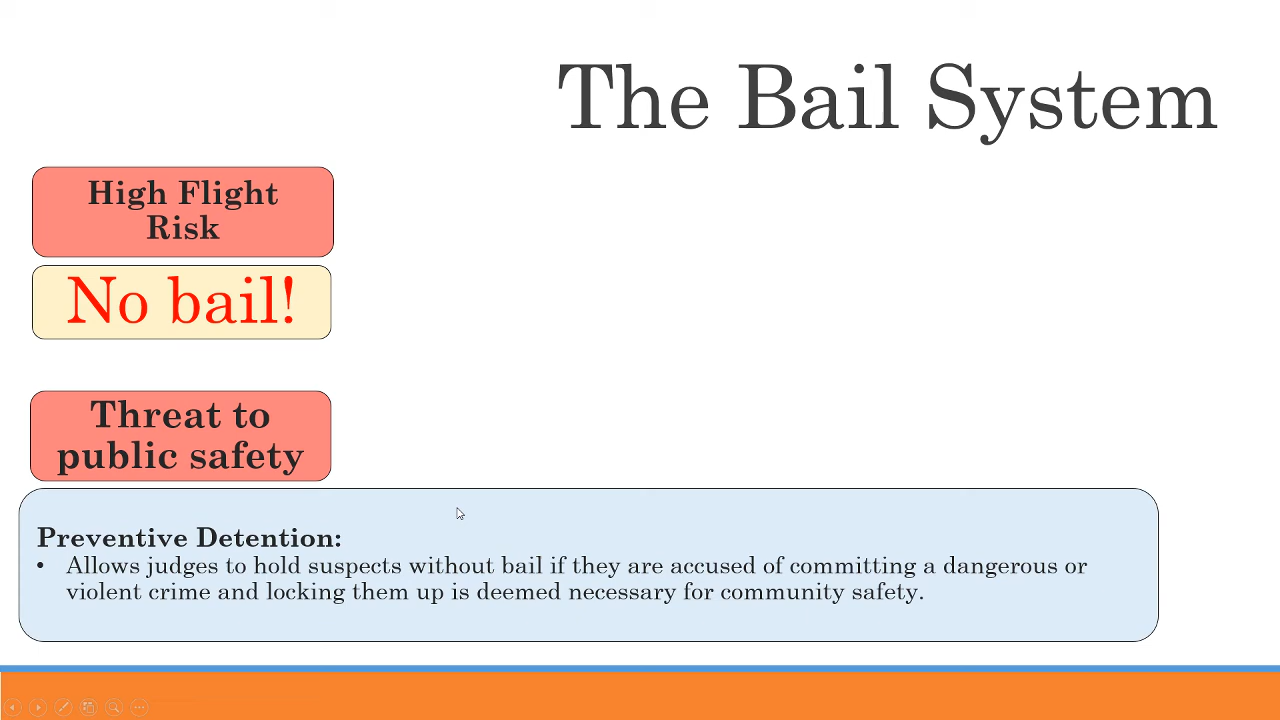 The Bail System
High Flight
Risk
No bail!
Threat to
public safety
Preventive Detention:
• Allows judges to hold suspects without bail if they are accused of committing a dangerous or
violent crime and locking them up is deemed necessary for community safety.